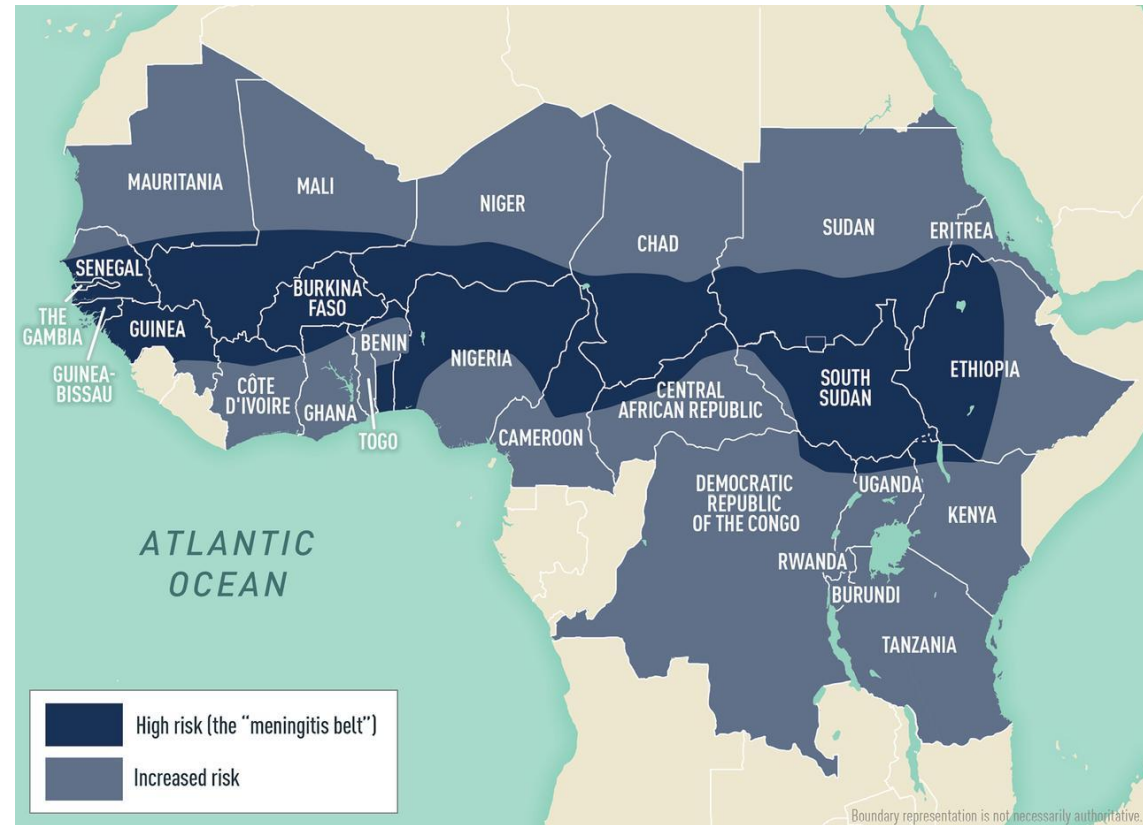 MAURITANIA
MALI
NIGER
CHAD
SUDAN
ERITREA
SENEGAL
THE
GAMBIA
GUINEA-
BISSAU
GUINEA
BURKINA
FASO
BENIN
NIGERIA
CÔTE
D'IVOIRE
GHANA
TOGO
CAMEROON
CENTRAL
AFRICAN REPUBLIC
SOUTH
SUDAN
ETHIOPIA
DEMOCRATIC
REPUBLIC
OF THE CONGO
UGANDA
KENYA
RWANDA
BURUNDI
TANZANIA
ATLANTIC
OCEAN
High risk (the “meningitis belt”)
Increased risk
Boundary representation is not necessarily authoritative.